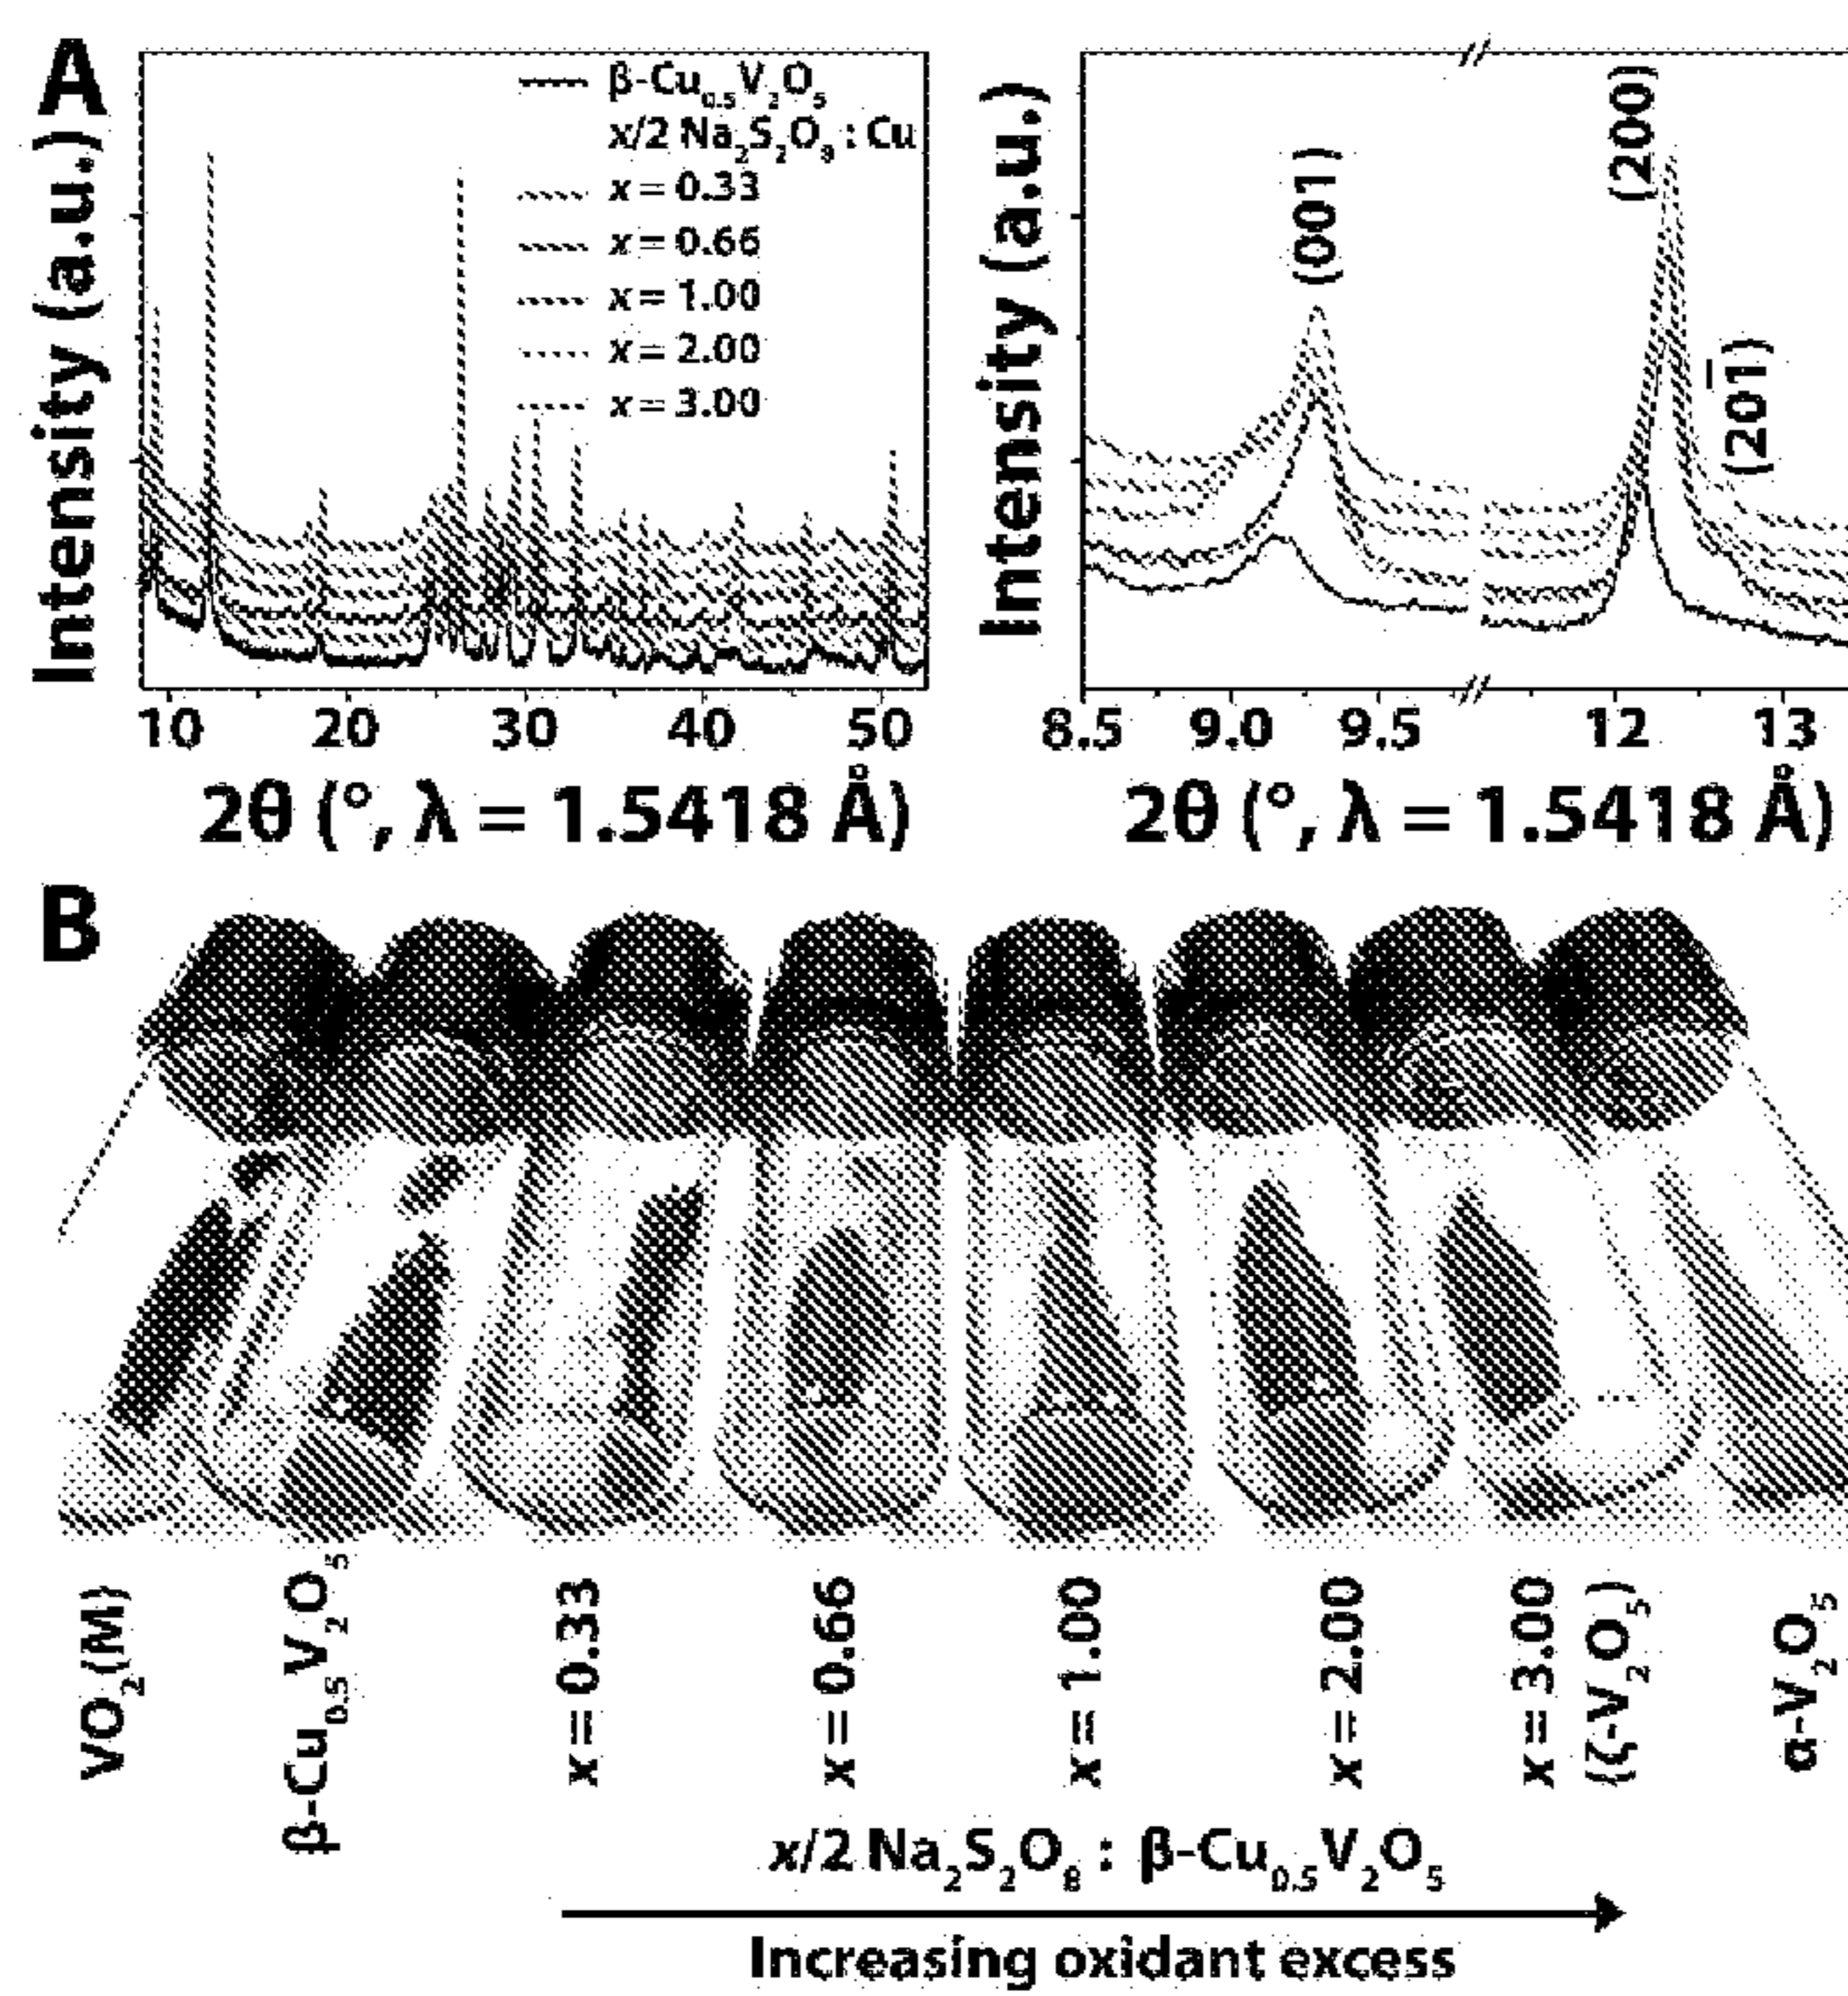 A
Intensity (a.u.)
β-Cu₀.₅V₂O₅
x/2 Na₂S₂O₈ : Cu
x = 0.33
x = 0.66
x = 1.00
x = 2.00
x = 3.00
10 20 30 40 50
2θ (°, λ = 1.5418 Å)
Intensity (a.u.)
(001)
(200)
(201̅)
8.5 9.0 9.5 12 13
2θ (°, λ = 1.5418 Å)
B
VO₂(M)
β-Cu₀.₅V₂O₅
x = 0.33
x = 0.66
x = 1.00
x = 2.00
x = 3.00
(ζ-V₂O₅)
α-V₂O₅
x/2 Na₂S₂O₈ : β-Cu₀.₅V₂O₅
Increasing oxidant excess